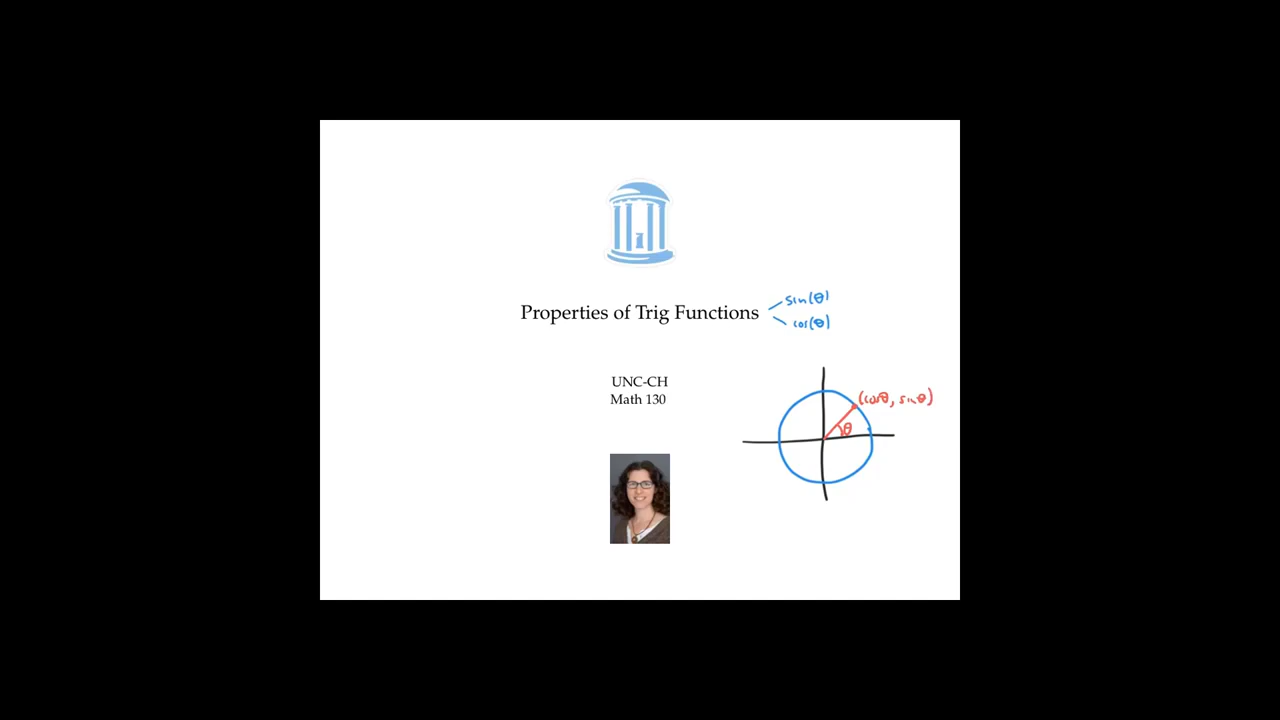 Properties of Trig Functions
sin(θ)
cos(θ)
UNC-CH
Math 130
(cosθ, sinθ)
θ